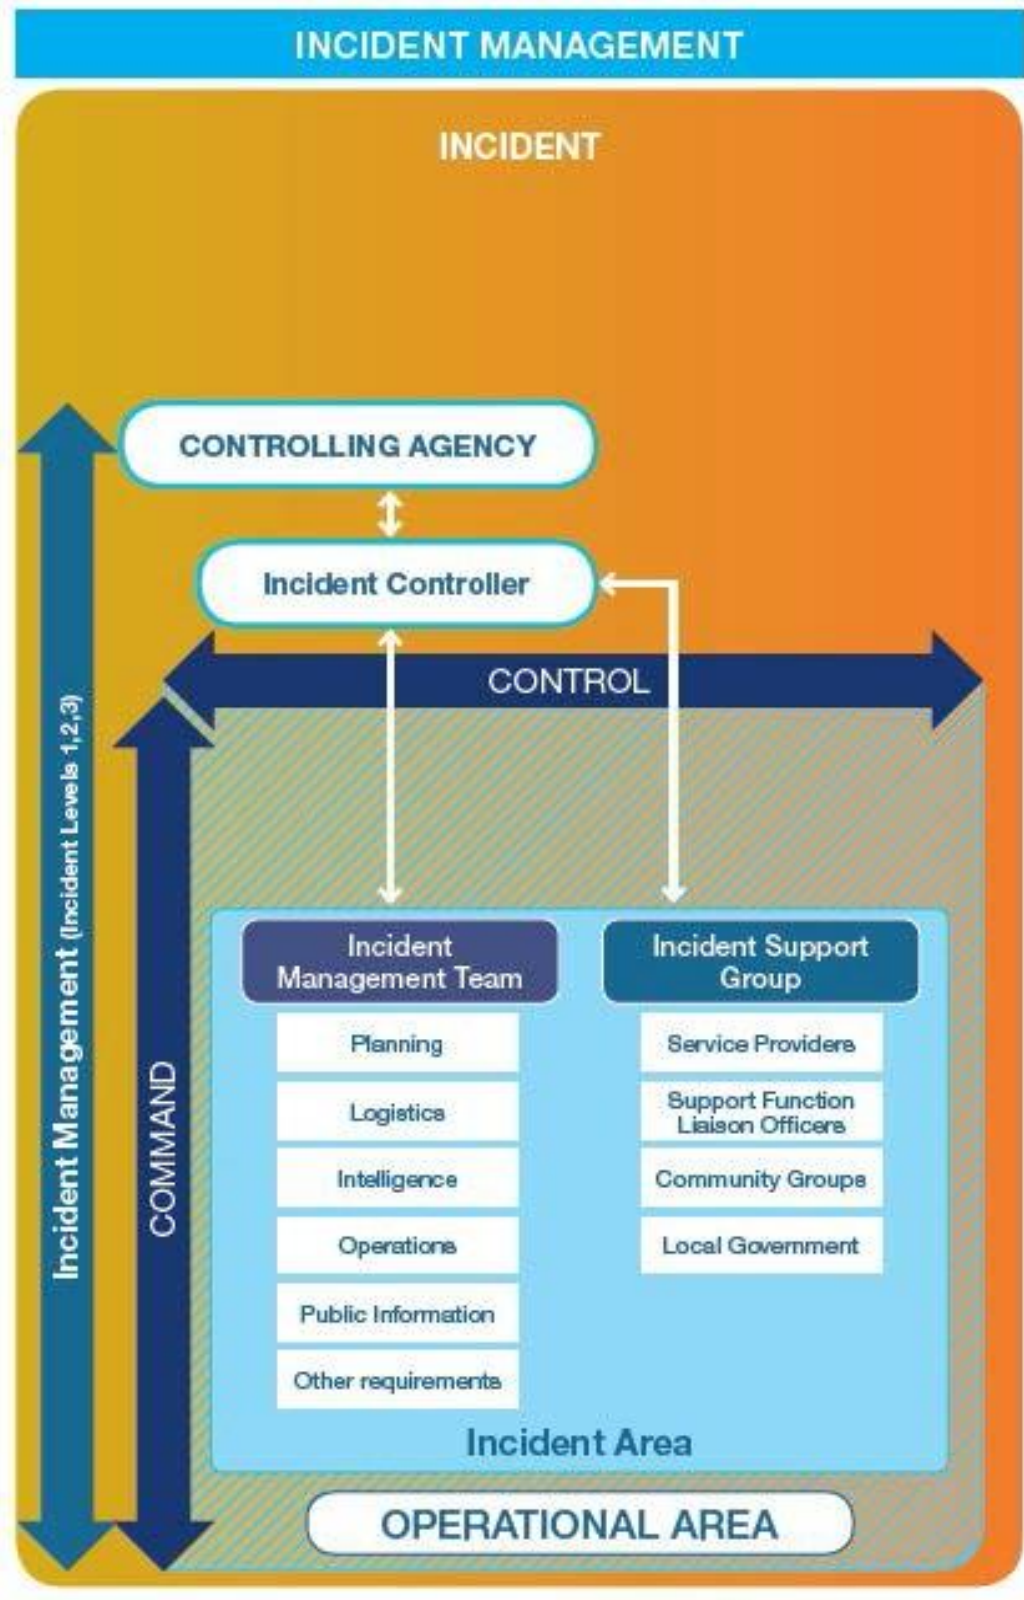 INCIDENT MANAGEMENT
INCIDENT
CONTROLLING AGENCY
Incident Controller
CONTROL
Incident Management (Incident Levels 1,2,3)
COMMAND
Incident
Management Team
Planning
Logistics
Intelligence
Operations
Public Information
Other requirements
Incident Support
Group
Service Providers
Support Function
Liaison Officers
Community Groups
Local Government
Incident Area
OPERATIONAL AREA